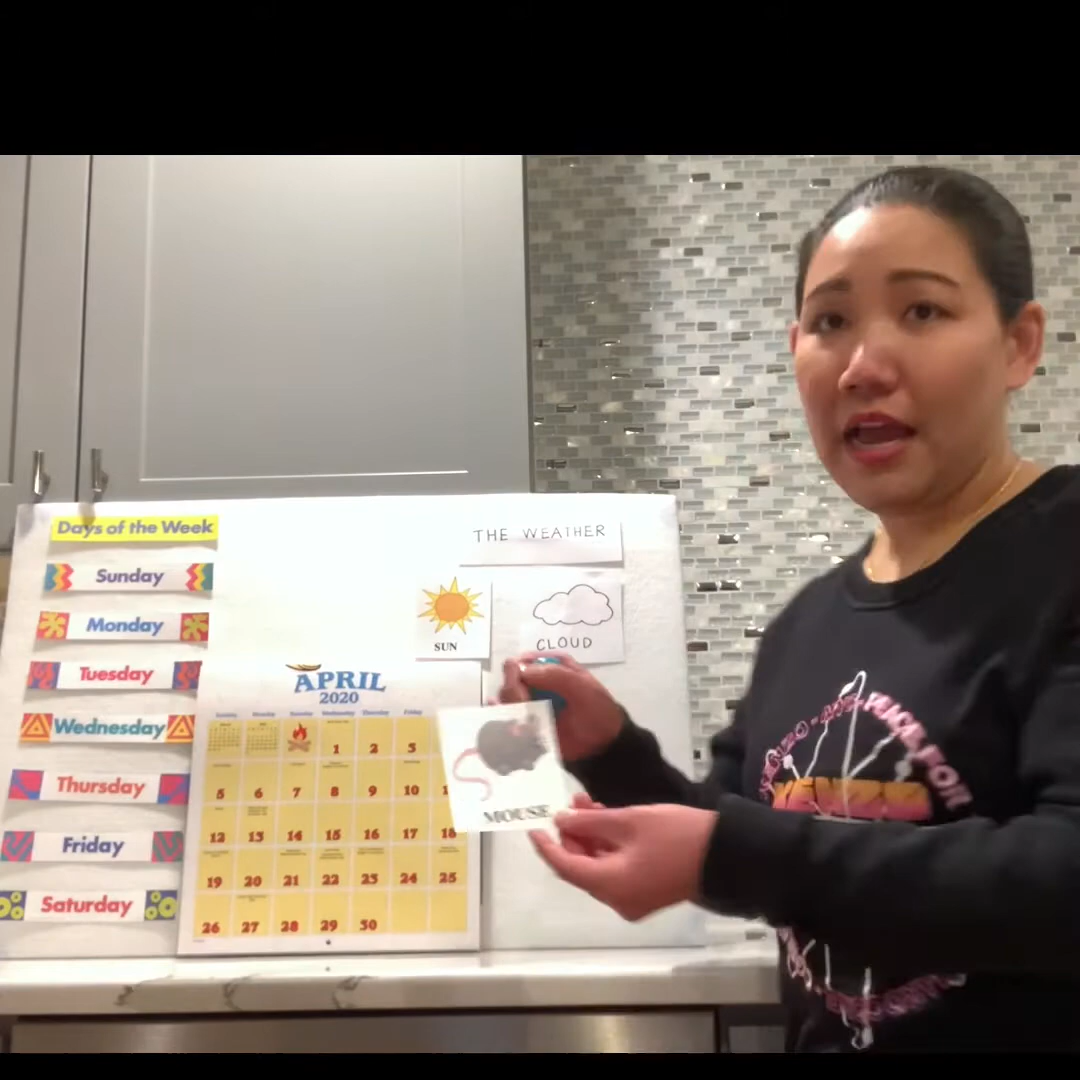 Days of the Week
Sunday
Monday
Tuesday
Wednesday
Thursday
Friday
Saturday
THE WEATHER
SUN
CLOUD
APRIL
2020
1 2 3
5 6 7 8 9 10
12 13 14 15 16 17 18
19 20 21 22 23 24 25
26 27 28 29 30
MOUSE